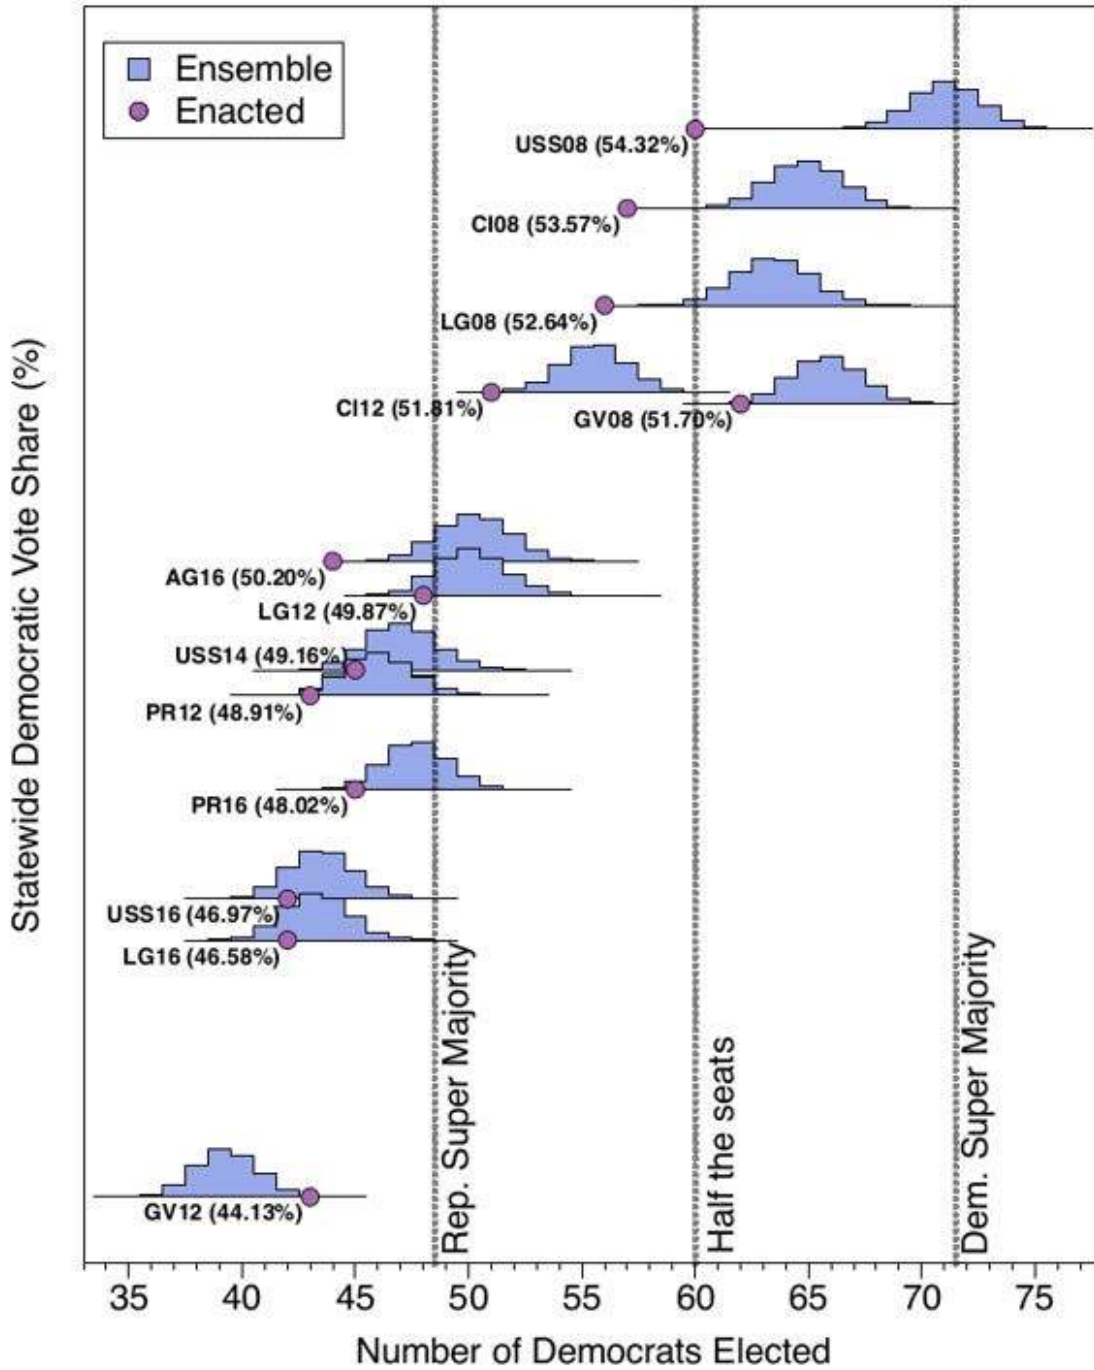 Ensemble
Enacted
USS08 (54.32%)
CI08 (53.57%)
LG08 (52.64%)
CI12 (51.81%)
GV08 (51.70%)
AG16 (50.20%)
LG12 (49.87%)
USS14 (49.16%)
PR12 (48.91%)
PR16 (48.02%)
USS16 (46.97%)
LG16 (46.58%)
GV12 (44.13%)
Statewide Democratic Vote Share (%)
Rep. Super Majority
Half the seats
Dem. Super Majority
35 40 45 50 55 60 65 70 75
Number of Democrats Elected